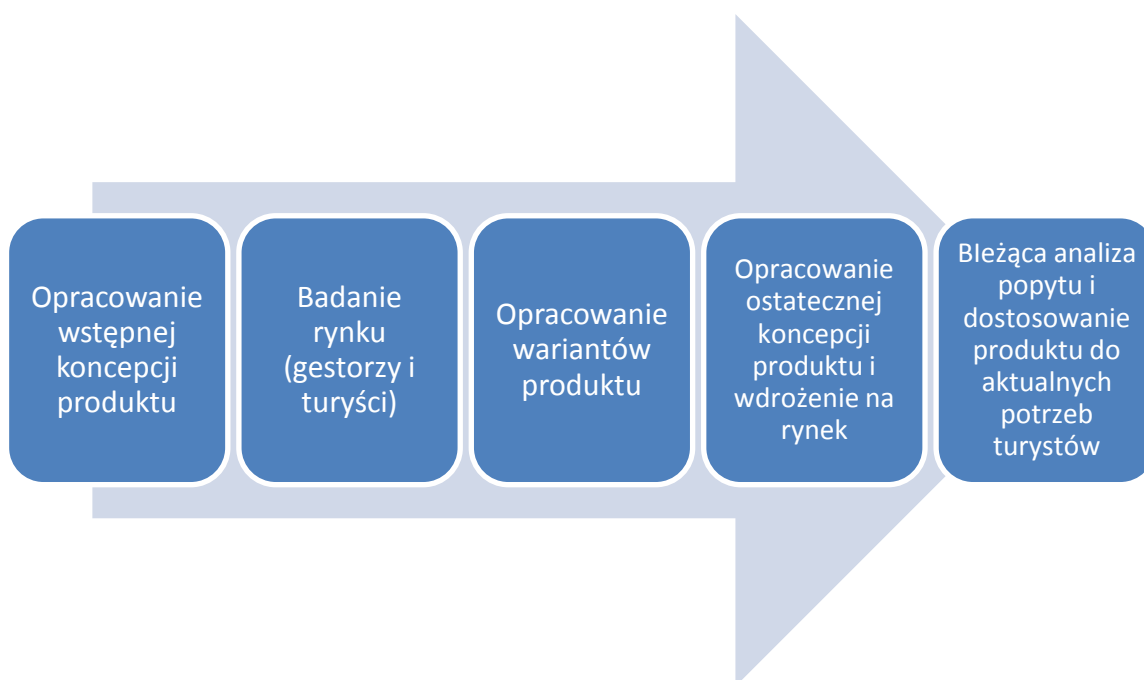 Opracowanie
wstępnej
koncepcji
produktu
Badanie
rynku
(gestorzy i
turyści)
Opracowanie
wariantów
produktu
Opracowanie
ostatecznej
koncepcji
produktu i
wdrożenie na
rynek
BIeżąca analiza
popytu i
dostosowanie
produktu do
aktualnych
potrzeb
turystów